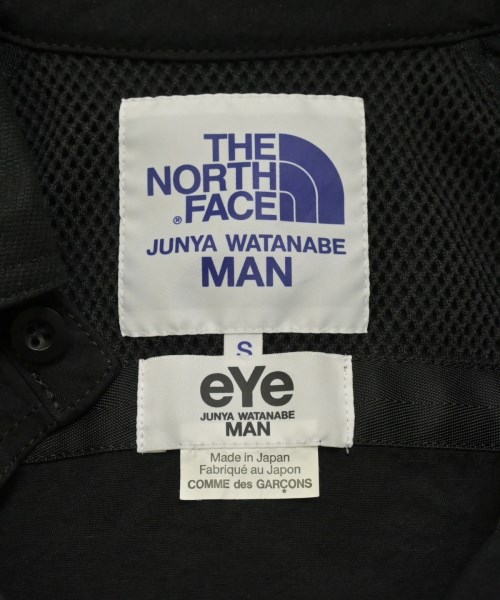 THE
NORTH
FACE®
JUNYA WATANABE
MAN
S
eYe
JUNYA WATANABE
MAN
Made in Japan
Fabriqué au Japon
COMME des GARÇONS